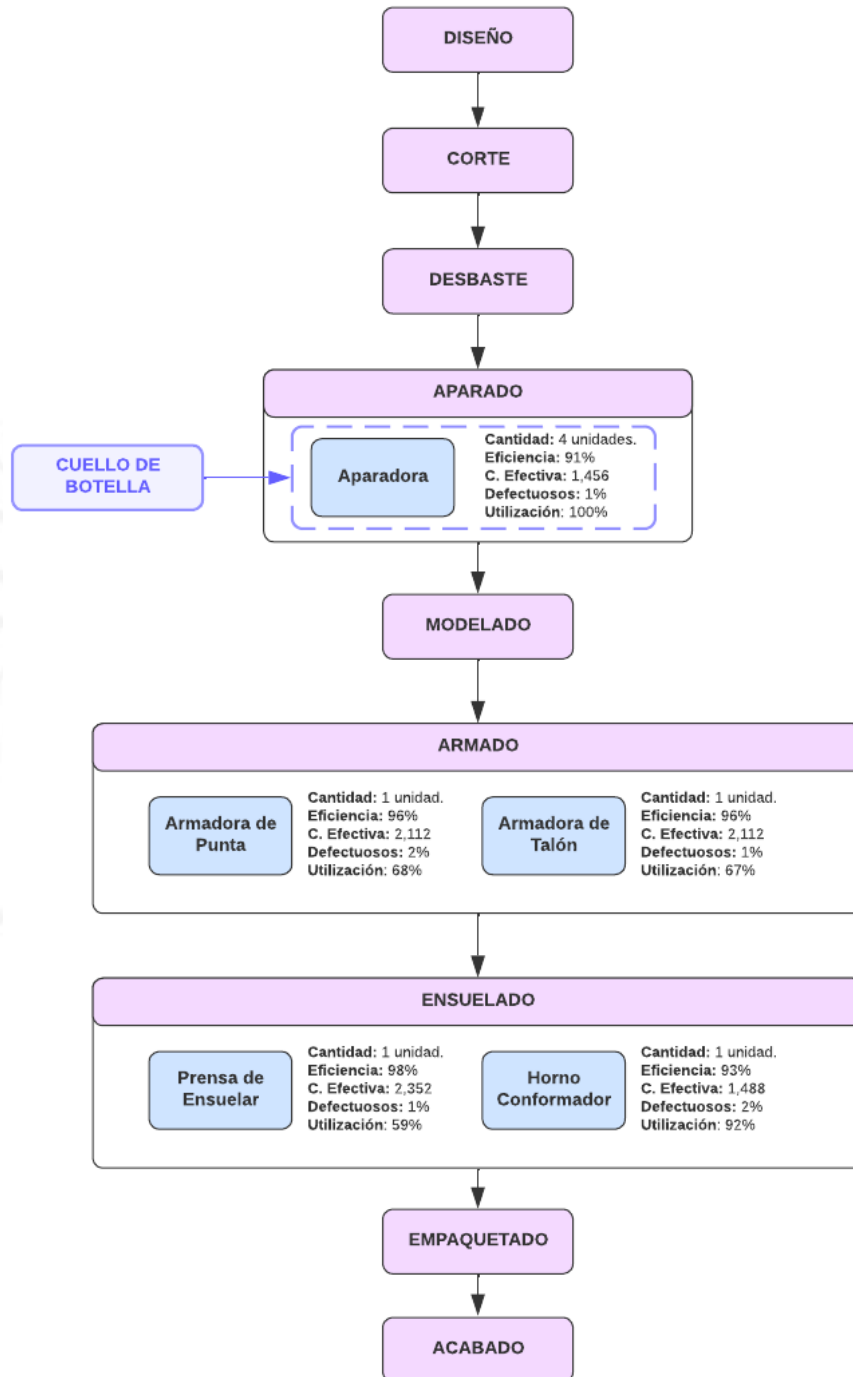 DISEÑO
CORTE
DESBASTE
APARADO
CUELLO DE
BOTELLA
Aparadora
Cantidad: 4 unidades.
Eficiencia: 91%
C. Efectiva: 1,456
Defectuosos: 1%
Utilización: 100%
MODELADO
ARMADO
Armadora de
Punta
Cantidad: 1 unidad.
Eficiencia: 96%
C. Efectiva: 2,112
Defectuosos: 2%
Utilización: 68%
Armadora de
Talón
Cantidad: 1 unidad.
Eficiencia: 96%
C. Efectiva: 2,112
Defectuosos: 1%
Utilización: 67%
ENSUELADO
Prensa de
Ensuelar
Cantidad: 1 unidad.
Eficiencia: 98%
C. Efectiva: 2,352
Defectuosos: 1%
Utilización: 59%
Horno
Conformador
Cantidad: 1 unidad.
Eficiencia: 93%
C. Efectiva: 1,488
Defectuosos: 2%
Utilización: 92%
EMPAQUETADO
ACABADO